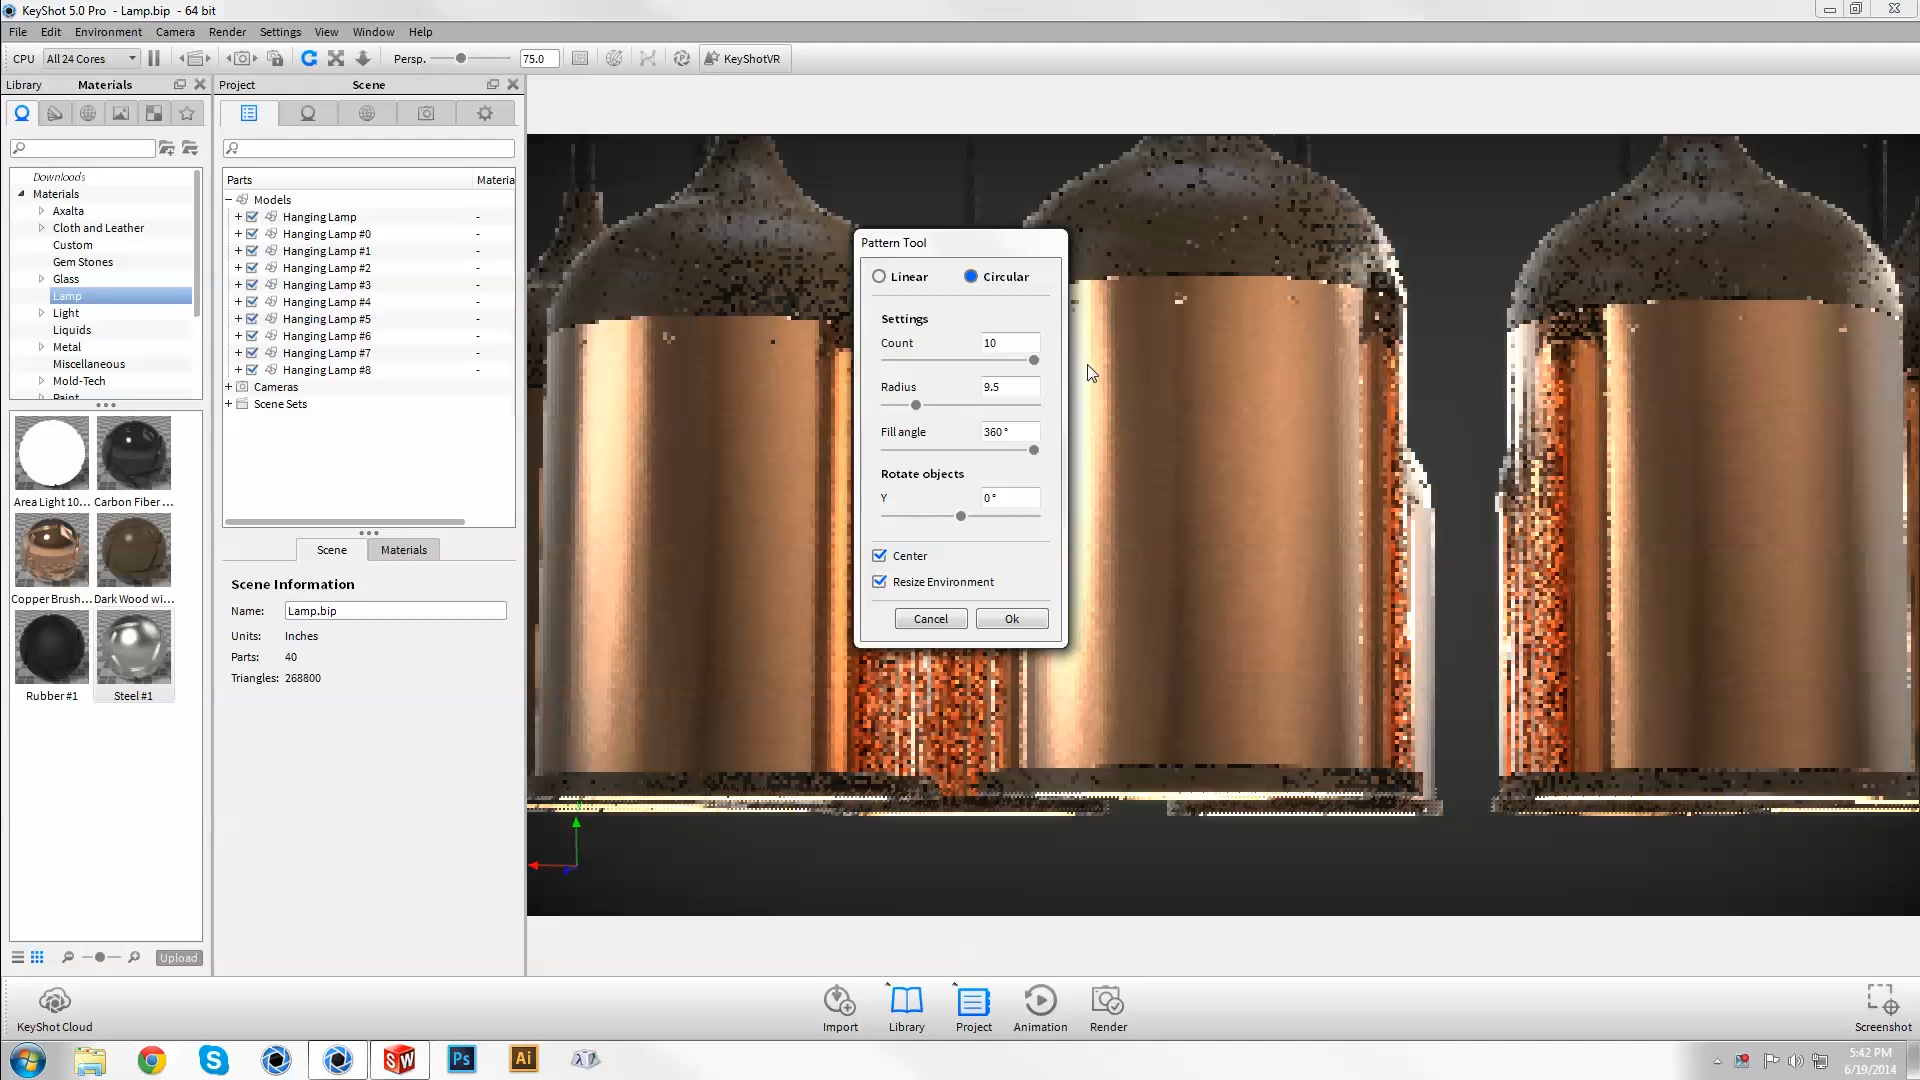 KeyShot 5.0 Pro - Lamp.bip - 64 bit
File Edit Environment Camera Render Settings View Window Help
CPU All 24 Cores Persp. 75.0 KeyShotVR
Library Materials Project Scene
Downloads
Materials
Axalta
Cloth and Leather
Custom
Gem Stones
Glass
Lamp
Light
Liquids
Metal
Miscellaneous
Mold-Tech
Paint
Area Light 10... Carbon Fiber ...
Copper Brush... Dark Wood wi...
Rubber #1 Steel #1
Upload
Parts Materia
Models
Hanging Lamp -
Hanging Lamp #0 -
Hanging Lamp #1 -
Hanging Lamp #2 -
Hanging Lamp #3 -
Hanging Lamp #4 -
Hanging Lamp #5 -
Hanging Lamp #6 -
Hanging Lamp #7 -
Hanging Lamp #8 -
Cameras
Scene Sets
Scene Materials
Scene Information
Name: Lamp.bip
Units: Inches
Parts: 40
Triangles: 268800
Pattern Tool
Linear Circular
Settings
Count 10
Radius 9.5
Fill angle 360°
Rotate objects
Y 0°
Center
Resize Environment
Cancel Ok
KeyShot Cloud Import Library Project Animation Render Screenshot
SW Ps Ai
5:42 PM
6/19/2014